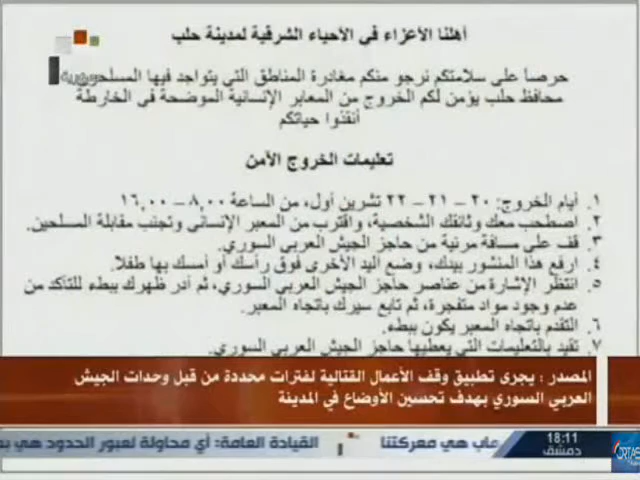 أهلنا الأعزاء في الأحياء الشرقية لمدينة حلب
حرصاً على سلامتكم نرجو منكم مغادرة المناطق التي يتواجد فيها المسلحون
محافظ حلب يؤمن لكم الخروج من المعابر الإنسانية الموضحة في الخارطة
أنقذوا حياتكم
تعليمات الخروج الآمن
١. أيام الخروج: ٢٠ – ٢١ – ٢٢ تشرين أول، من الساعة ٨,٠٠ – ١٦,٠٠
٢. اصطحب معك وثائقك الشخصية، واقترب من المعبر الإنساني وتجنب مقابلة المسلحين.
٣. قف على مسافة مرئية من حاجز الجيش العربي السوري.
٤. ارفع هذا المنشور بيدك، وضع اليد الأخرى فوق رأسك أو أمسك بها طفلا.
٥. انتظر الإشارة من عناصر حاجز الجيش العربي السوري، ثم أدر ظهرك ببطء للتأكد من
عدم وجود مواد متفجرة، ثم تابع سيرك باتجاه المعبر.
٦. التقدم باتجاه المعبر يكون ببطء.
٧. تقيد بالتعليمات التي يعطيها حاجز الجيش العربي السوري.
المصدر : يجري تطبيق وقف الأعمال القتالية لفترات محددة من قبل وحدات الجيش
العربي السوري بهدف تحسين الأوضاع في المدينة
18:11
دمشق
هي معركتنا
القيادة العامة: أي محاولة لعبور الحدود هي
ORTAS